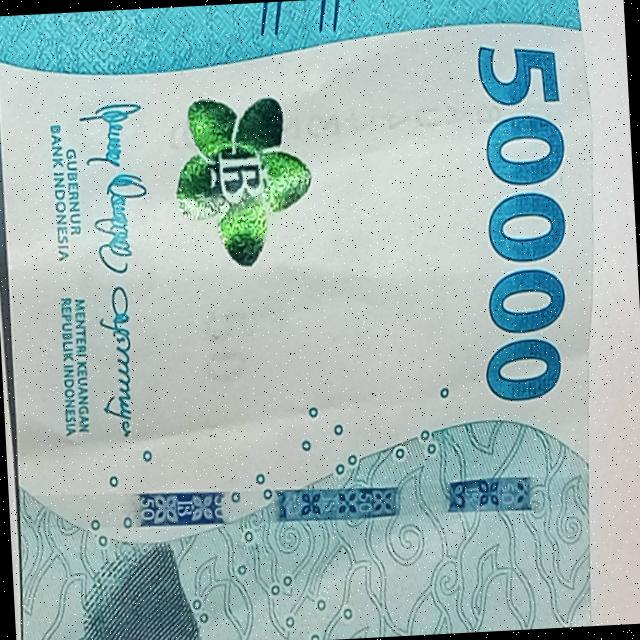 50000
GUBERNUR
BANK INDONESIA
MENTERI KEUANGAN
REPUBLIK INDONESIA